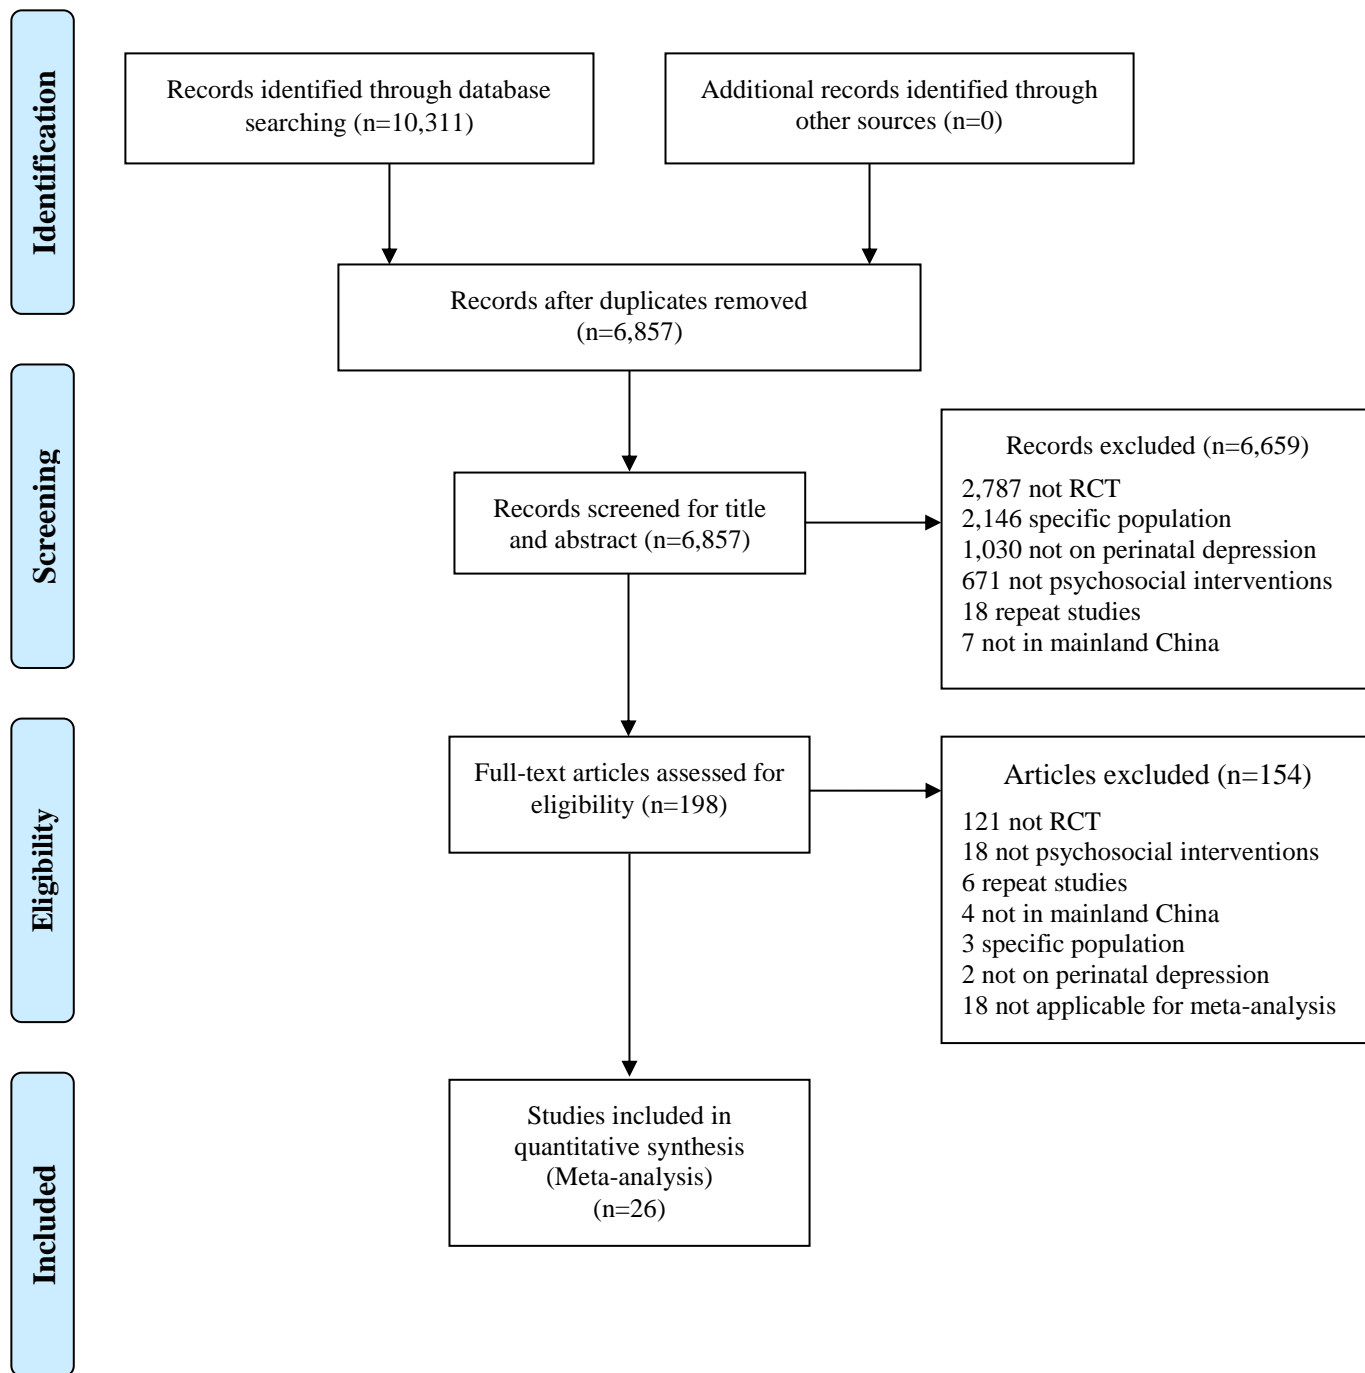 Identification
Records identified through database
searching (n=10,311)
Additional records identified through
other sources (n=0)
Records after duplicates removed
(n=6,857)
Screening
Records screened for title
and abstract (n=6,857)
Records excluded (n=6,659)
2,787 not RCT
2,146 specific population
1,030 not on perinatal depression
671 not psychosocial interventions
18 repeat studies
7 not in mainland China
Eligibility
Full-text articles assessed for
eligibility (n=198)
Articles excluded (n=154)
121 not RCT
18 not psychosocial interventions
6 repeat studies
4 not in mainland China
3 specific population
2 not on perinatal depression
18 not applicable for meta-analysis
Included
Studies included in
quantitative synthesis
(Meta-analysis)
(n=26)